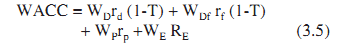 WACC = W_D r_d (1-T) + W_Df r_f (1-T)
+ W_P r_p + W_E R_E (3.5)